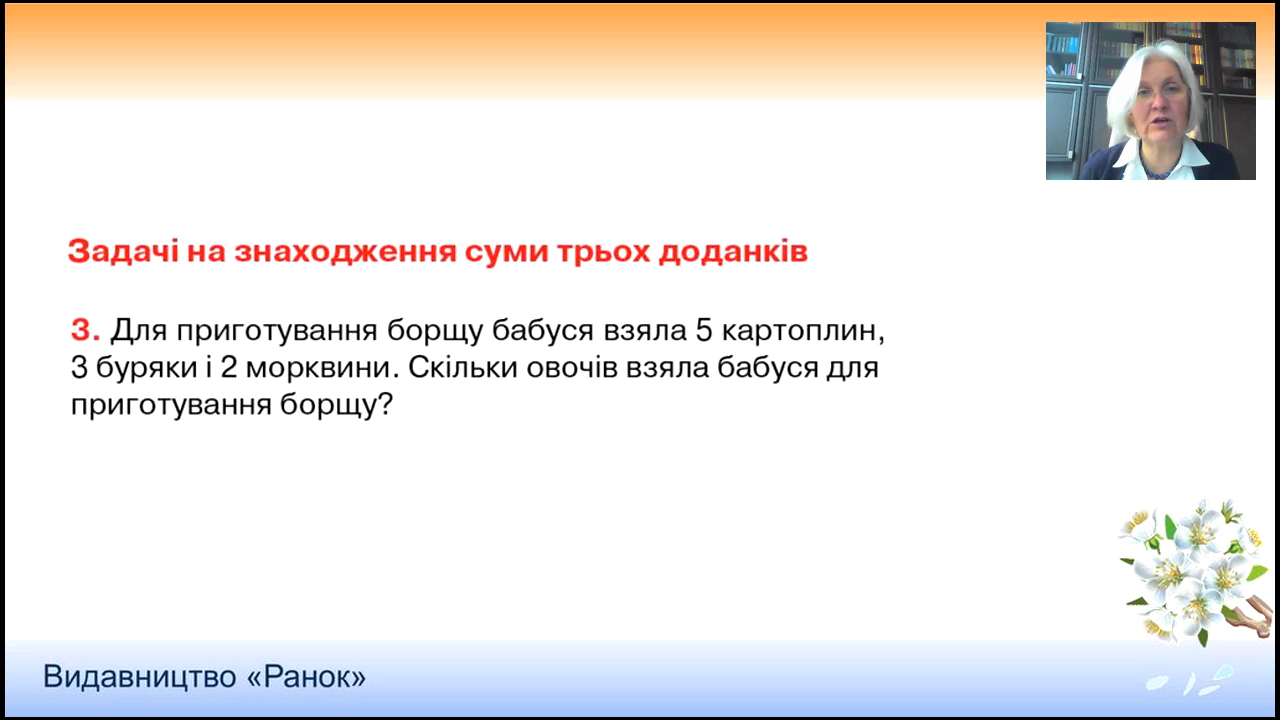 Задачі на знаходження суми трьох доданків
3. Для приготування борщу бабуся взяла 5 картоплин,
3 буряки і 2 морквини. Скільки овочів взяла бабуся для
приготування борщу?
Видавництво «Ранок»